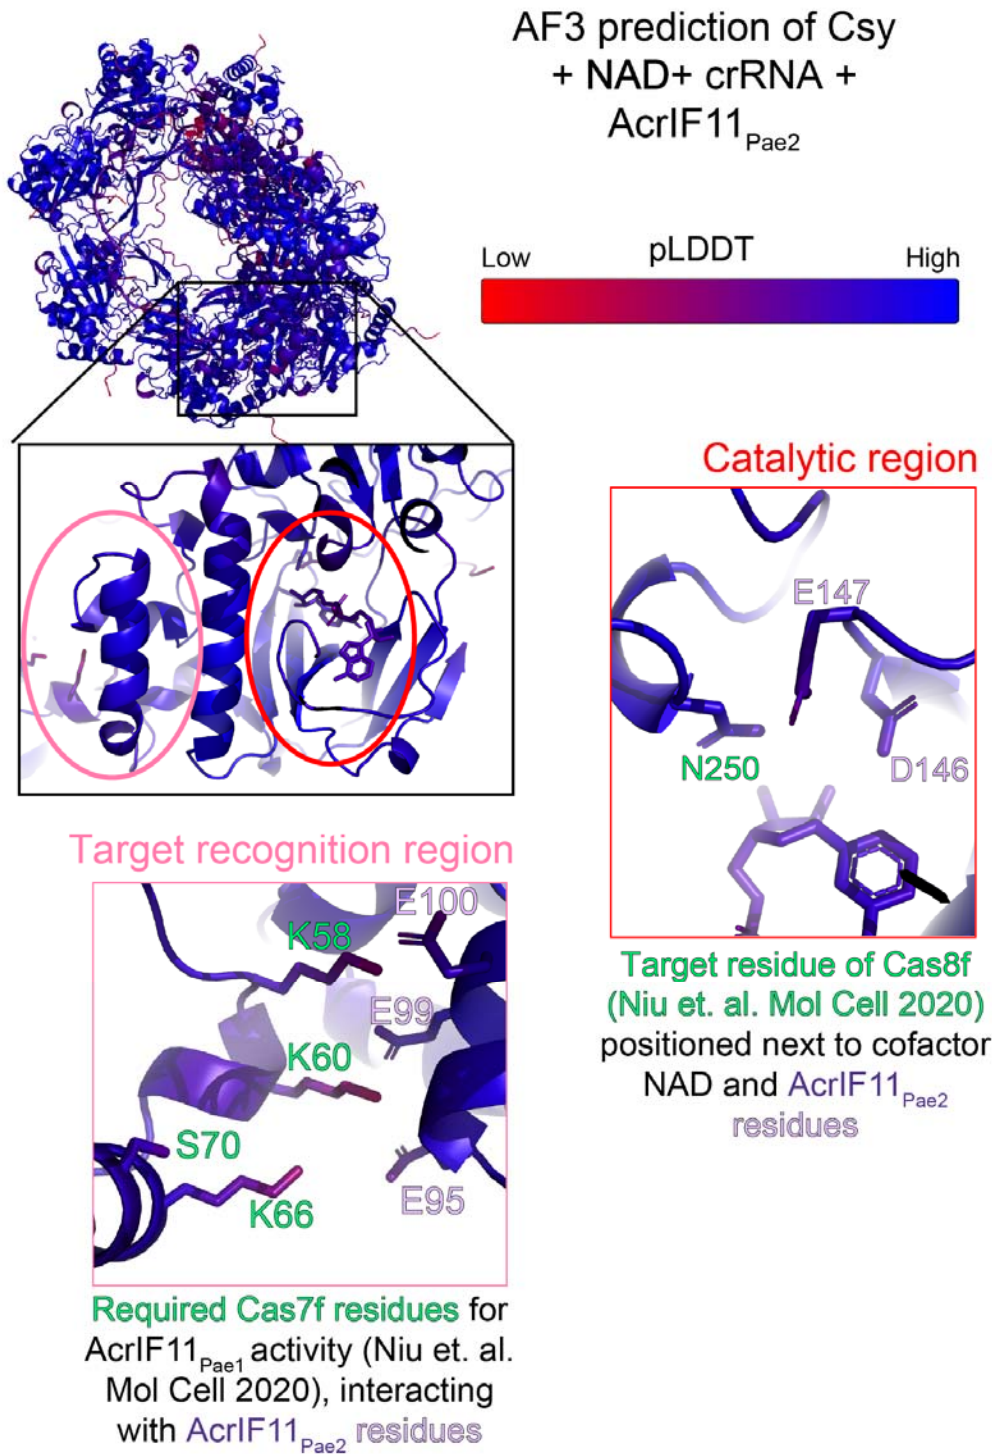 AF3 prediction of Csy
+ NAD+ crRNA +
AcrIF11Pae2
Low pLDDT High
Catalytic region
E147
N250
D146
Target residue of Cas8f
(Niu et. al. Mol Cell 2020)
positioned next to cofactor
NAD and AcrIF11Pae2
residues
Target recognition region
E100
K58
E99
K60
S70
K66
E95
Required Cas7f residues for
AcrIF11Pae1 activity (Niu et. al.
Mol Cell 2020), interacting
with AcrIF11Pae2 residues